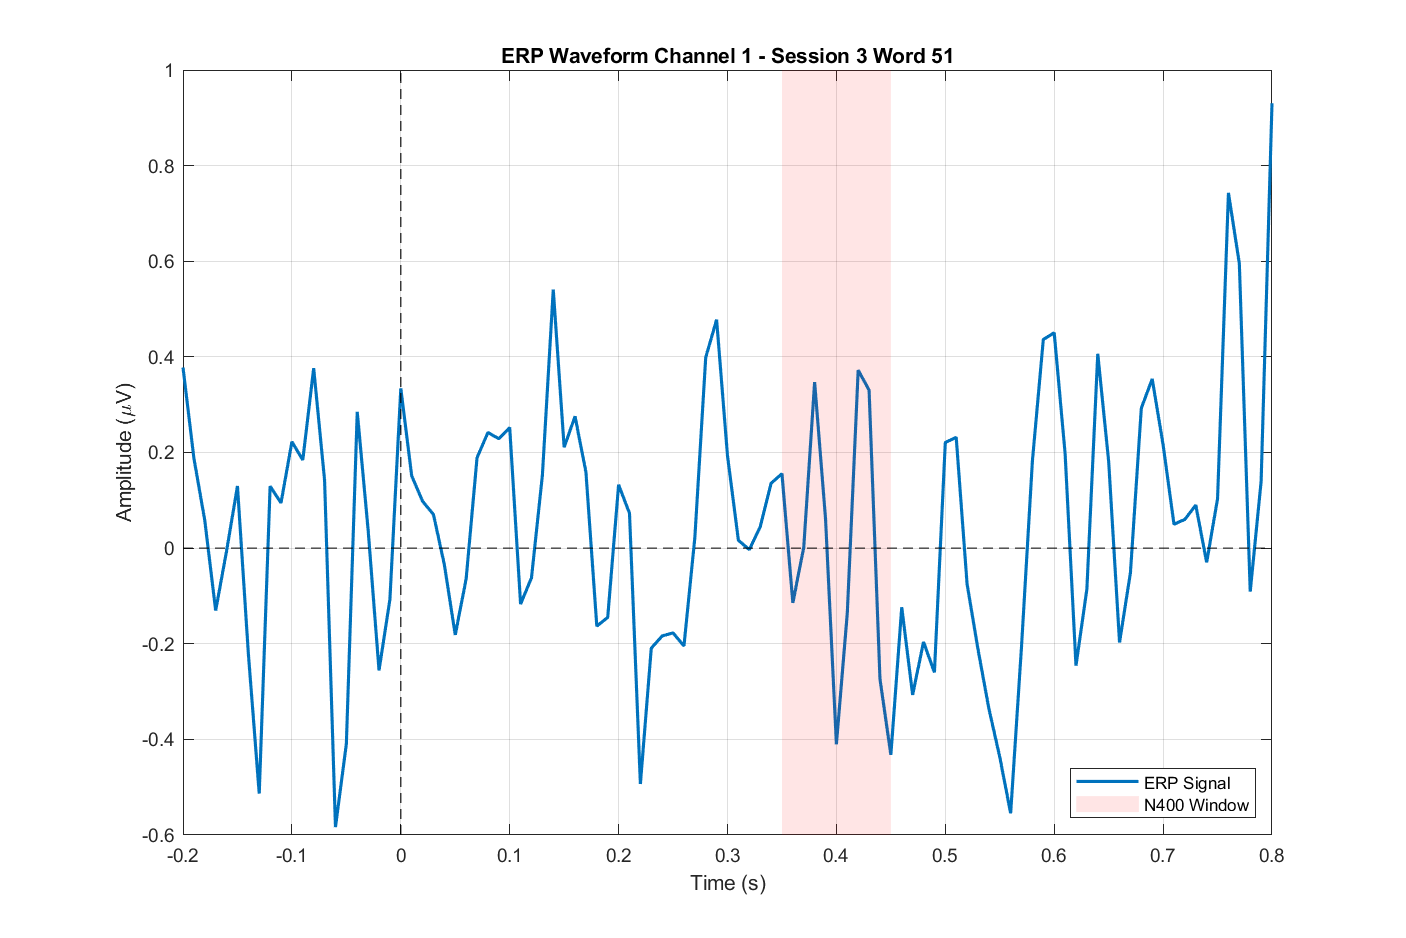 ERP Waveform Channel 1 - Session 3 Word 51
1
0.8
0.6
0.4
0.2
0
-0.2
-0.4
-0.6
Amplitude (μV)
-0.2 -0.1 0 0.1 0.2 0.3 0.4 0.5 0.6 0.7 0.8
Time (s)
ERP Signal
N400 Window